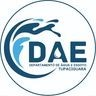 DAE
DEPARTAMENTO DE ÁGUA E ESGOTO
TUPACIGUARA